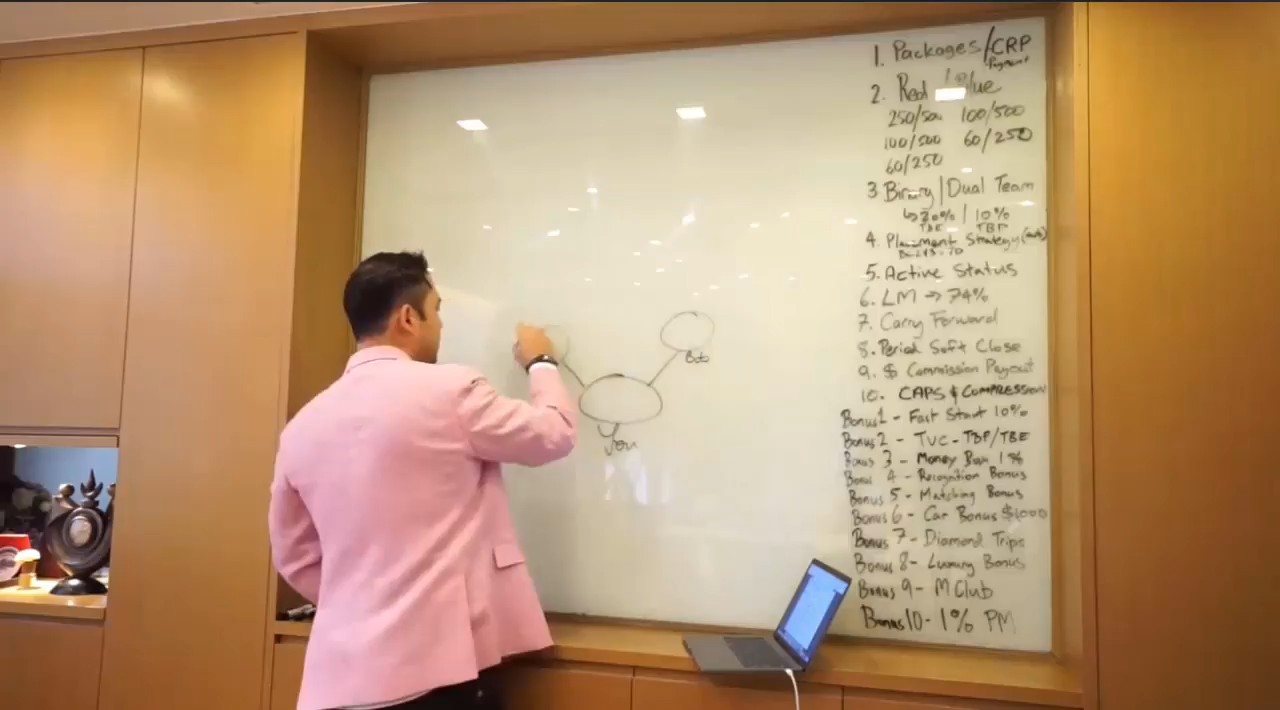 1. Packages/CRP
Payment
2. Red Blue
250/500 100/500
100/500 60/250
60/250
3 Binary | Dual Team
↳ 20% | 10%
TBE TBP
4. Placement Strategy
5. Active Status
6. LM → 74%
7. Carry Forward
8. Period Soft Close
9. $ Commission Payout
10. CAPS & COMPRESSION
Bonus 1 - Fast Start 10%
Bonus 2 - TVC - TBP/TBE
Bonus 3 - Money Box 1%
Bonus 4 - Recognition Bonus
Bonus 5 - Matching Bonus
Bonus 6 - Car Bonus $1000
Bonus 7 - Diamond Trips
Bonus 8 - Luxury Bonus
Bonus 9 - M Club
Bonus 10 - 1% PM
Bob
You